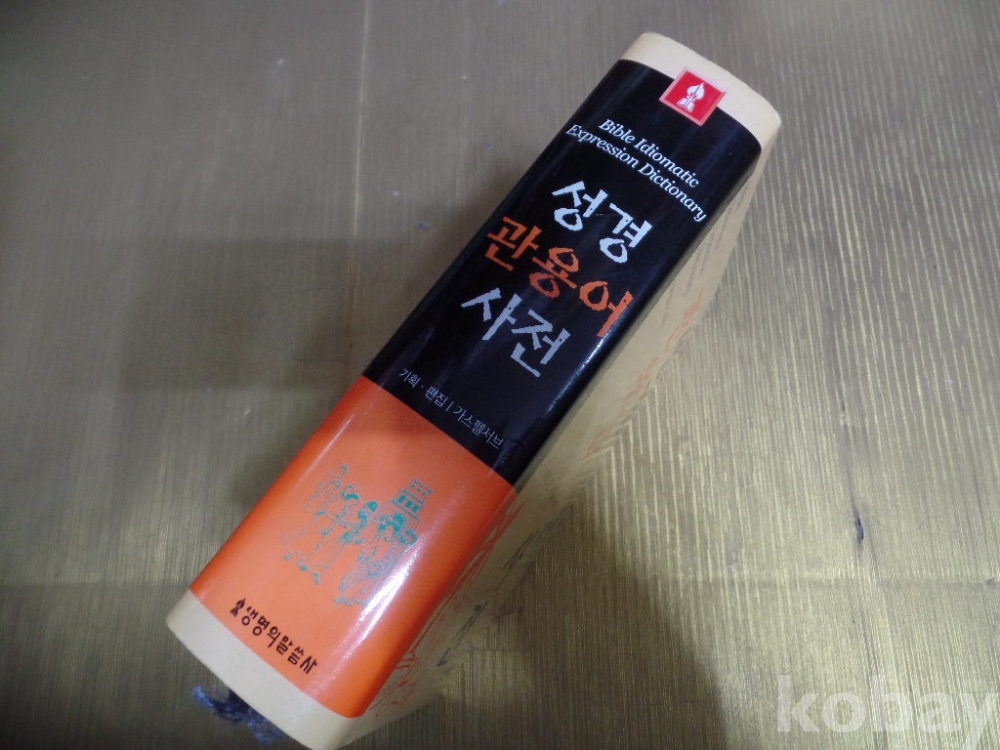 Bible Idiomatic
Expression Dictionary
성경
관용어
사전
기획 · 편집 | 가스펠서브
생명의말씀사
kobay